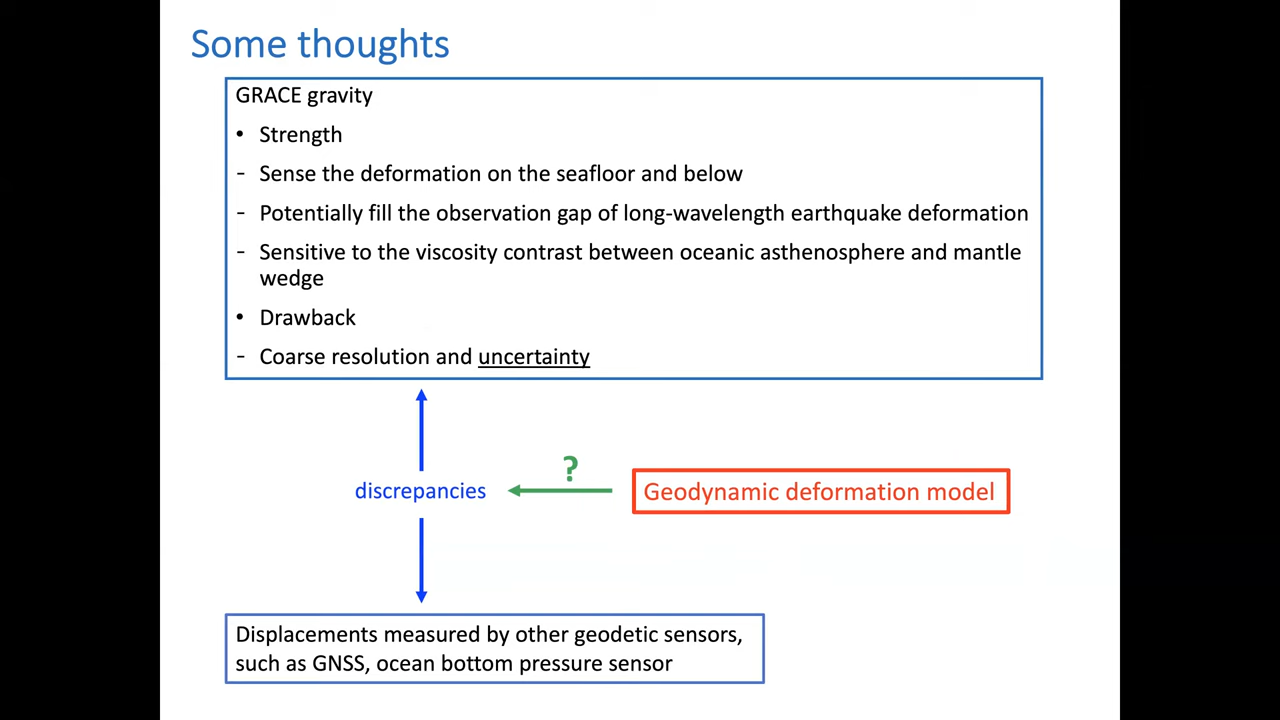 Some thoughts
GRACE gravity
• Strength
- Sense the deformation on the seafloor and below
- Potentially fill the observation gap of long-wavelength earthquake deformation
- Sensitive to the viscosity contrast between oceanic asthenosphere and mantle
wedge
• Drawback
- Coarse resolution and uncertainty
?
discrepancies
Geodynamic deformation model
Displacements measured by other geodetic sensors,
such as GNSS, ocean bottom pressure sensor